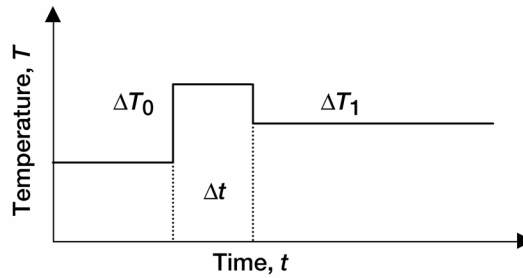 Temperature, T
ΔT0
ΔT1
Δt
Time, t